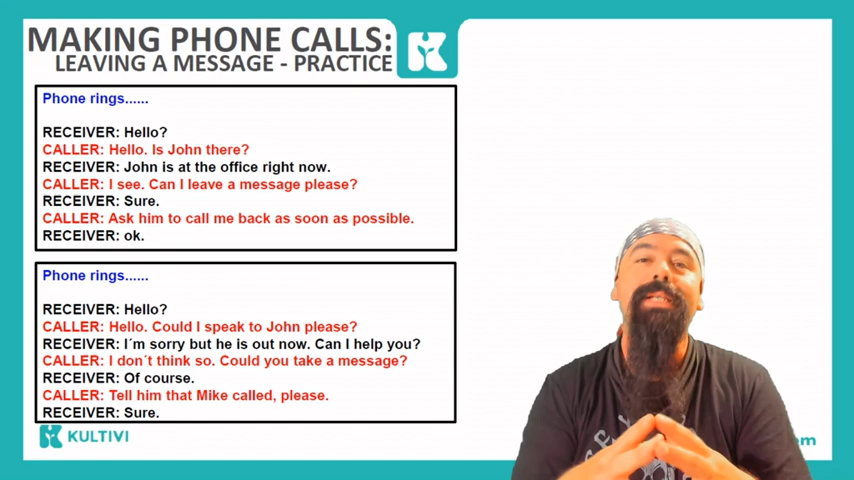 MAKING PHONE CALLS:
LEAVING A MESSAGE - PRACTICE
Phone rings......
RECEIVER: Hello?
CALLER: Hello. Is John there?
RECEIVER: John is at the office right now.
CALLER: I see. Can I leave a message please?
RECEIVER: Sure.
CALLER: Ask him to call me back as soon as possible.
RECEIVER: ok.
Phone rings......
RECEIVER: Hello?
CALLER: Hello. Could I speak to John please?
RECEIVER: I´m sorry but he is out now. Can I help you?
CALLER: I don´t think so. Could you take a message?
RECEIVER: Of course.
CALLER: Tell him that Mike called, please.
RECEIVER: Sure.
KULTIVI